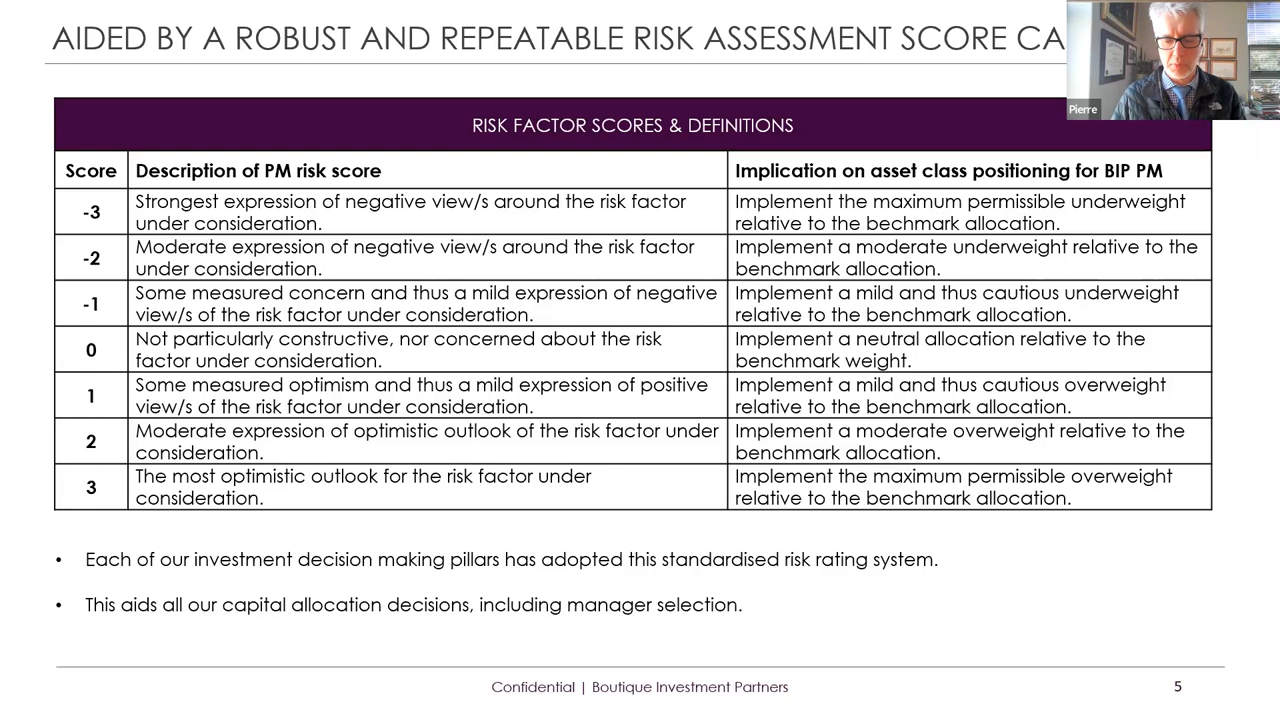 AIDED BY A ROBUST AND REPEATABLE RISK ASSESSMENT SCORE CA
Pierre
RISK FACTOR SCORES & DEFINITIONS
Score
Description of PM risk score
Implication on asset class positioning for BIP PM
-3
Strongest expression of negative view/s around the risk factor
under consideration.
Implement the maximum permissible underweight
relative to the bechmark allocation.
-2
Moderate expression of negative view/s around the risk factor
under consideration.
Implement a moderate underweight relative to the
benchmark allocation.
-1
Some measured concern and thus a mild expression of negative
view/s of the risk factor under consideration.
Implement a mild and thus cautious underweight
relative to the benchmark allocation.
0
Not particularly constructive, nor concerned about the risk
factor under consideration.
Implement a neutral allocation relative to the
benchmark weight.
1
Some measured optimism and thus a mild expression of positive
view/s of the risk factor under consideration.
Implement a mild and thus cautious overweight
relative to the benchmark allocation.
2
Moderate expression of optimistic outlook of the risk factor under
consideration.
Implement a moderate overweight relative to the
benchmark allocation.
3
The most optimistic outlook for the risk factor under
consideration.
Implement the maximum permissible overweight
relative to the benchmark allocation.
• Each of our investment decision making pillars has adopted this standardised risk rating system.
• This aids all our capital allocation decisions, including manager selection.
Confidential | Boutique Investment Partners
5